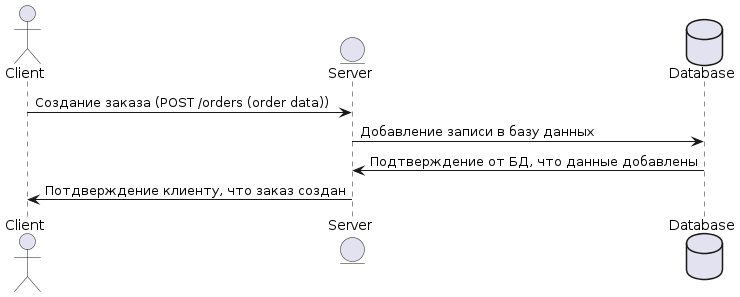 Client
Server
Database
Создание заказа (POST /orders (order data))
Добавление записи в базу данных
Подтверждение от БД, что данные добавлены
Потдверждение клиенту, что заказ создан
Client
Server
Database